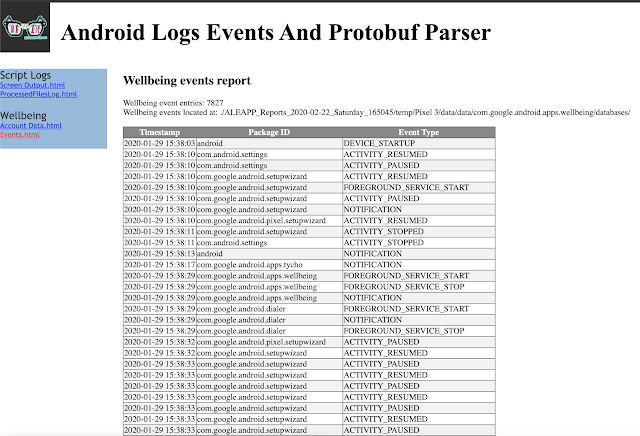 Android Logs Events And Protobuf Parser
Script Logs
Screen Output.html
ProcessedFilesLog.html
Wellbeing
Account Data.html
Events.html
Wellbeing events report
Wellbeing event entries: 7827
Wellbeing events located at: ./ALEAPP_Reports_2020-02-22_Saturday_165045/temp/Pixel 3/data/data/com.google.android.apps.wellbeing/databases/
Timestamp Package ID Event Type
2020-01-29 15:38:03 android DEVICE_STARTUP
2020-01-29 15:38:10 com.android.settings ACTIVITY_RESUMED
2020-01-29 15:38:10 com.android.settings ACTIVITY_PAUSED
2020-01-29 15:38:10 com.google.android.setupwizard ACTIVITY_RESUMED
2020-01-29 15:38:10 com.google.android.setupwizard FOREGROUND_SERVICE_START
2020-01-29 15:38:10 com.google.android.setupwizard ACTIVITY_PAUSED
2020-01-29 15:38:10 com.google.android.setupwizard NOTIFICATION
2020-01-29 15:38:10 com.google.android.pixel.setupwizard ACTIVITY_RESUMED
2020-01-29 15:38:11 com.google.android.setupwizard ACTIVITY_STOPPED
2020-01-29 15:38:11 com.android.settings ACTIVITY_STOPPED
2020-01-29 15:38:13 android NOTIFICATION
2020-01-29 15:38:17 com.google.android.apps.tycho NOTIFICATION
2020-01-29 15:38:29 com.google.android.apps.wellbeing FOREGROUND_SERVICE_START
2020-01-29 15:38:29 com.google.android.apps.wellbeing FOREGROUND_SERVICE_STOP
2020-01-29 15:38:29 com.google.android.apps.wellbeing NOTIFICATION
2020-01-29 15:38:29 com.google.android.dialer FOREGROUND_SERVICE_START
2020-01-29 15:38:29 com.google.android.dialer NOTIFICATION
2020-01-29 15:38:29 com.google.android.dialer FOREGROUND_SERVICE_STOP
2020-01-29 15:38:32 com.google.android.pixel.setupwizard ACTIVITY_PAUSED
2020-01-29 15:38:32 com.google.android.setupwizard ACTIVITY_RESUMED
2020-01-29 15:38:33 com.google.android.setupwizard ACTIVITY_PAUSED
2020-01-29 15:38:33 com.google.android.setupwizard ACTIVITY_RESUMED
2020-01-29 15:38:33 com.google.android.setupwizard ACTIVITY_PAUSED
2020-01-29 15:38:33 com.google.android.setupwizard ACTIVITY_RESUMED
2020-01-29 15:38:33 com.google.android.setupwizard ACTIVITY_PAUSED
2020-01-29 15:38:33 com.google.android.setupwizard ACTIVITY_RESUMED
2020-01-29 15:38:33 com.google.android.setupwizard ACTIVITY_PAUSED